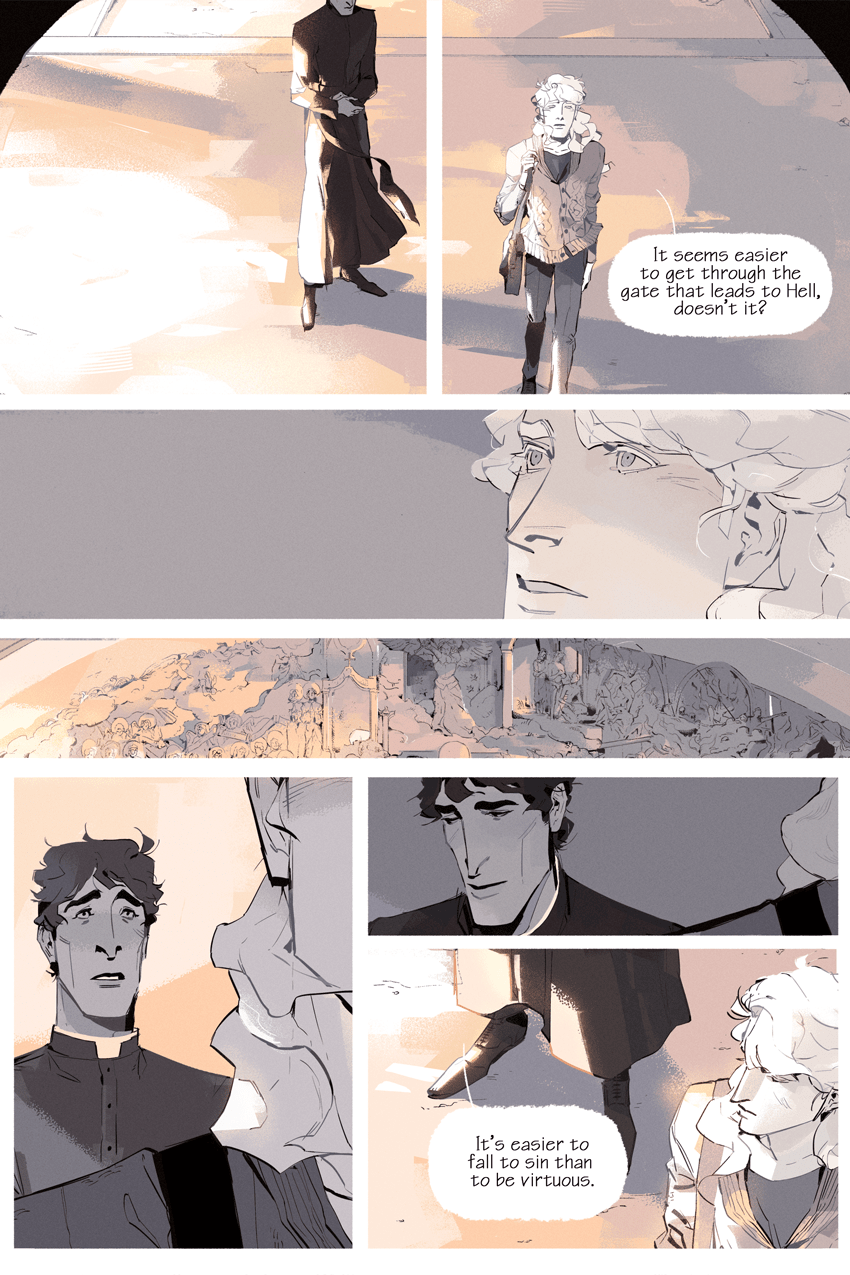 It seems easier
to get through the
gate that leads to Hell,
doesn't it?
It's easier to
fall to sin than
to be virtuous.